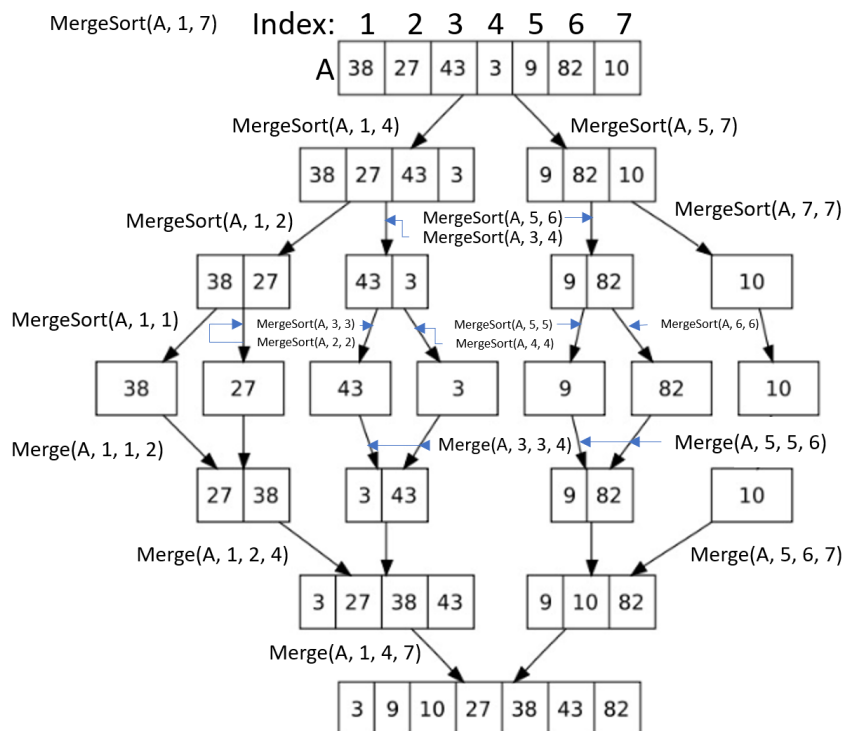 MergeSort(A, 1, 7) Index: 1 2 3 4 5 6 7
A 38 27 43 3 9 82 10
MergeSort(A, 1, 4) MergeSort(A, 5, 7)
38 27 43 3 9 82 10
MergeSort(A, 1, 2) MergeSort(A, 5, 6) MergeSort(A, 7, 7)
MergeSort(A, 3, 4)
38 27 43 3 9 82 10
MergeSort(A, 1, 1) MergeSort(A, 3, 3) MergeSort(A, 5, 5) MergeSort(A, 6, 6)
MergeSort(A, 2, 2) MergeSort(A, 4, 4)
38 27 43 3 9 82 10
Merge(A, 1, 1, 2) Merge(A, 3, 3, 4) Merge(A, 5, 5, 6)
27 38 3 43 9 82 10
Merge(A, 1, 2, 4) Merge(A, 5, 6, 7)
3 27 38 43 9 10 82
Merge(A, 1, 4, 7)
3 9 10 27 38 43 82